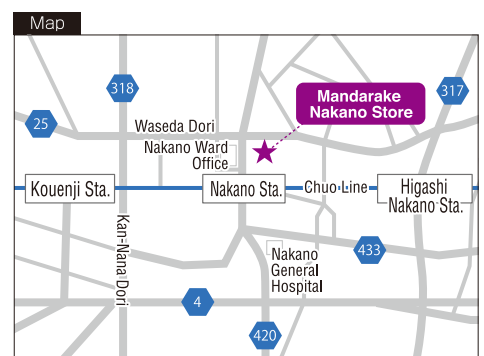 Map
318
317
25
Mandarake
Nakano Store
Waseda Dori
Nakano Ward
Office
Kouenji Sta.
Nakano Sta.
Chuo Line
Higashi
Nakano Sta.
Kan-Nana Dori
Nakano
General
Hospital
433
4
420